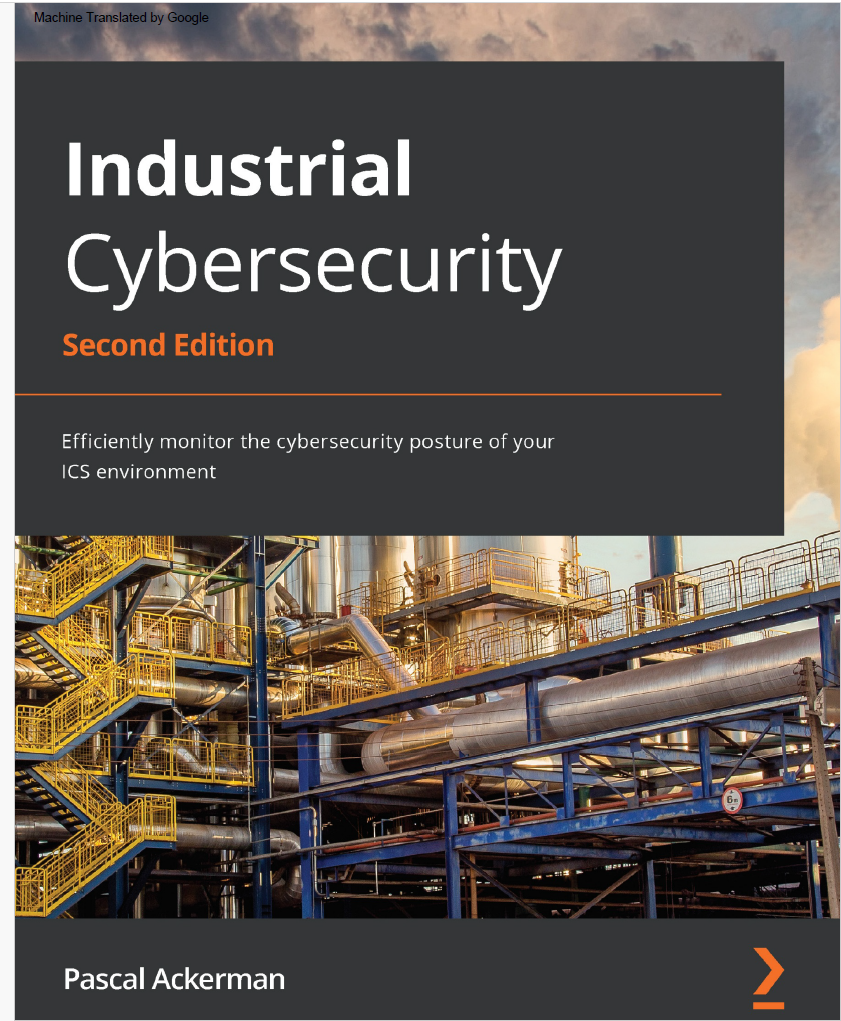 Machine Translated by Google
Industrial
Cybersecurity
Second Edition
Efficiently monitor the cybersecurity posture of your
ICS environment
6m
Pascal Ackerman